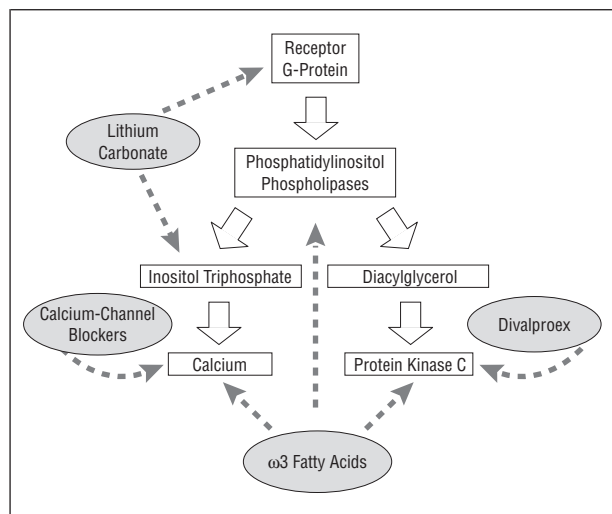 Receptor
G-Protein
Lithium
Carbonate
Phosphatidylinositol
Phospholipases
Inositol Triphosphate
Diacylglycerol
Calcium-Channel
Blockers
Divalproex
Calcium
Protein Kinase C
ω3 Fatty Acids